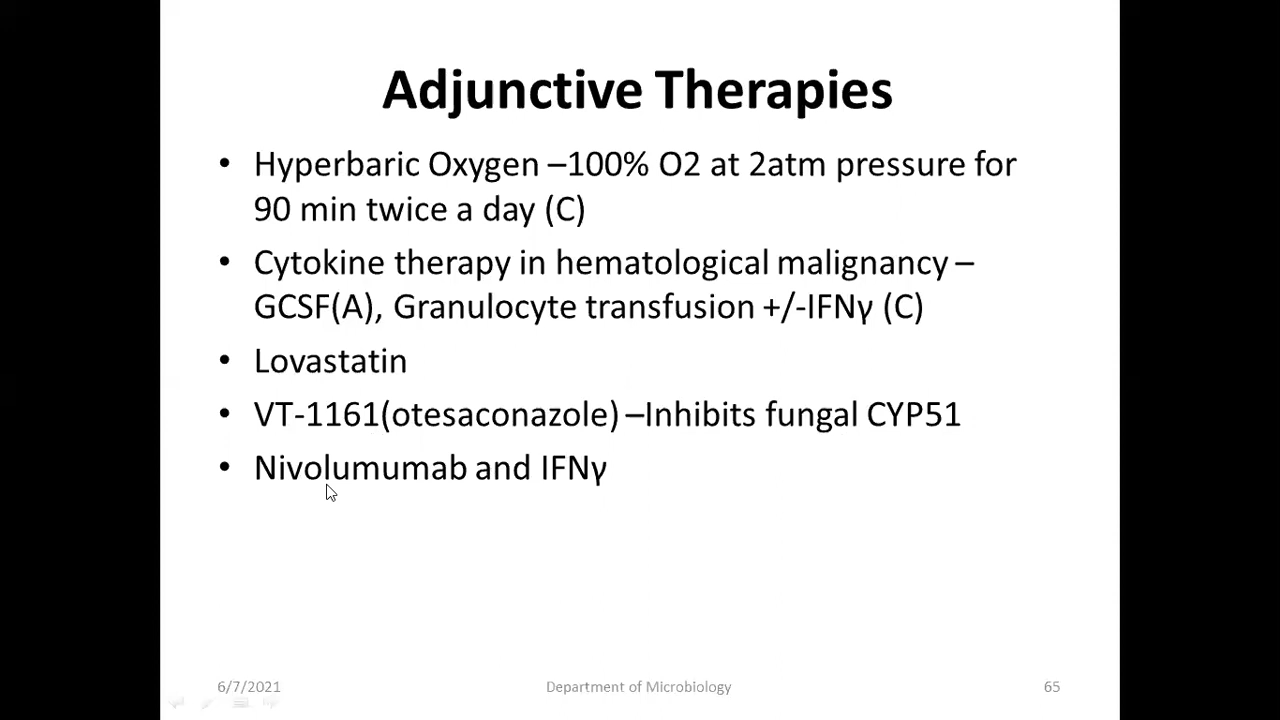 Adjunctive Therapies
• Hyperbaric Oxygen –100% O2 at 2atm pressure for
90 min twice a day (C)
• Cytokine therapy in hematological malignancy –
GCSF(A), Granulocyte transfusion +/-IFNγ (C)
• Lovastatin
• VT-1161(otesaconazole) –Inhibits fungal CYP51
• Nivolumumab and IFNγ
6/7/2021 Department of Microbiology 65